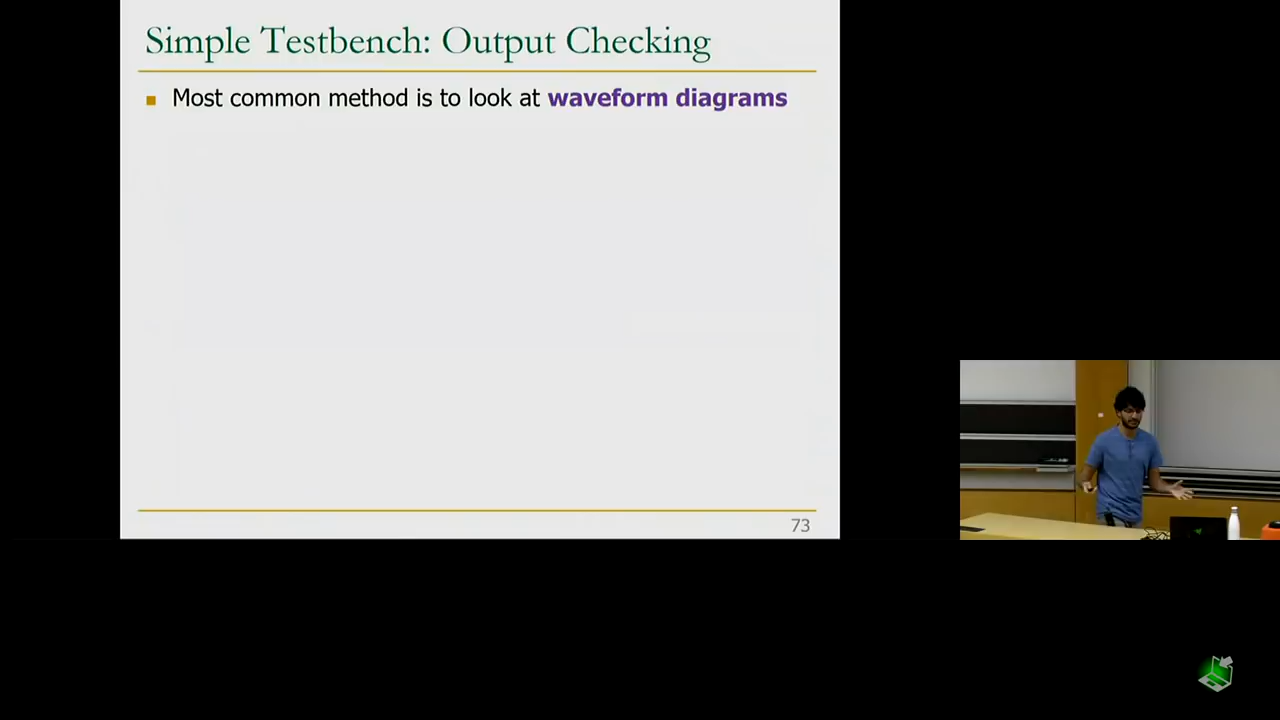 Simple Testbench: Output Checking
Most common method is to look at waveform diagrams
73